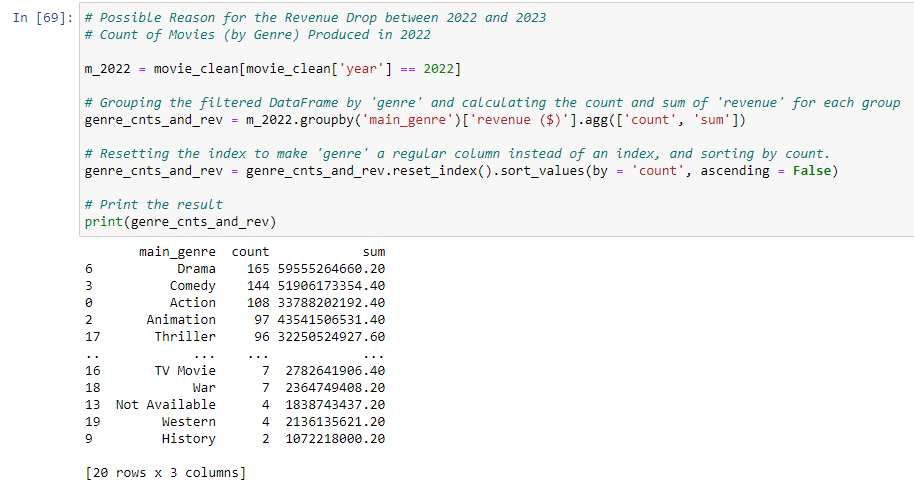 In [69]: # Possible Reason for the Revenue Drop between 2022 and 2023
# Count of Movies (by Genre) Produced in 2022
m_2022 = movie_clean[movie_clean['year'] == 2022]
# Grouping the filtered DataFrame by 'genre' and calculating the count and sum of 'revenue' for each group
genre_cnts_and_rev = m_2022.groupby('main_genre')['revenue ($)'].agg(['count', 'sum'])
# Resetting the index to make 'genre' a regular column instead of an index, and sorting by count.
genre_cnts_and_rev = genre_cnts_and_rev.reset_index().sort_values(by = 'count', ascending = False)
# Print the result
print(genre_cnts_and_rev)
main_genre count sum
6 Drama 165 59555264660.20
3 Comedy 144 51906173354.40
0 Action 108 33788202192.40
2 Animation 97 43541506531.40
17 Thriller 96 32250524927.60
.. ... ... ...
16 TV Movie 7 2782641906.40
18 War 7 2364749408.20
13 Not Available 4 1838743437.20
19 Western 4 2136135621.20
9 History 2 1072218000.20
[20 rows x 3 columns]